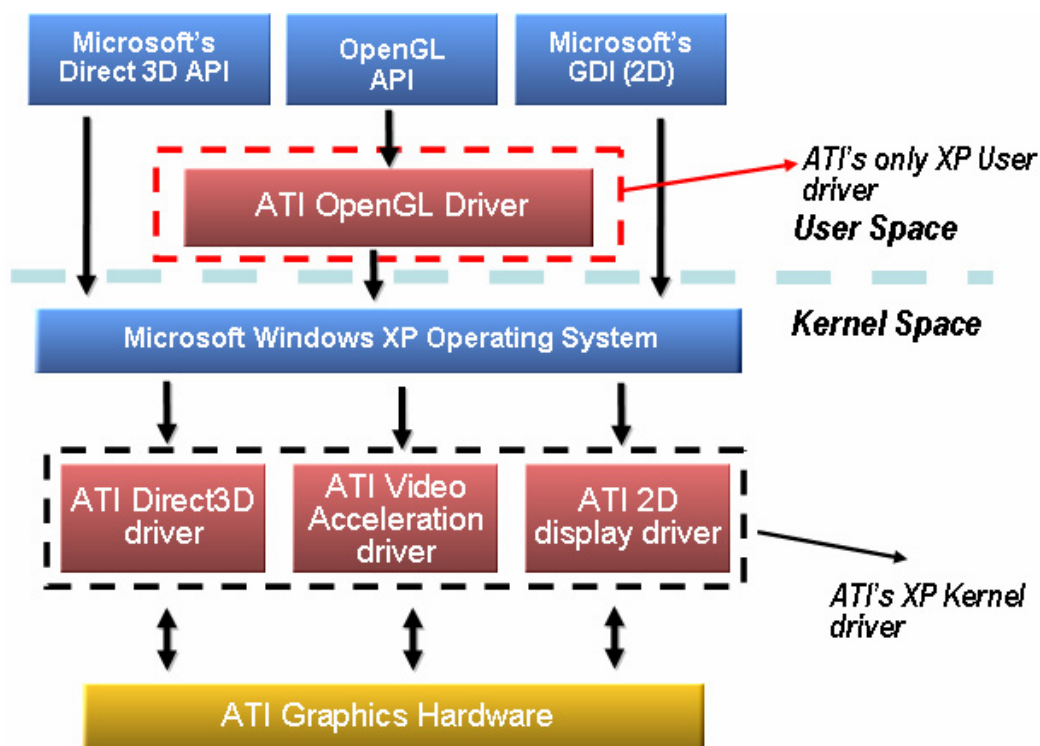 Microsoft's
Direct 3D API
OpenGL
API
Microsoft's
GDI (2D)
ATI's only XP User
driver
ATI OpenGL Driver
User Space
Kernel Space
Microsoft Windows XP Operating System
ATI Direct3D
driver
ATI Video
Acceleration
driver
ATI 2D
display driver
ATI's XP Kernel
driver
ATI Graphics Hardware